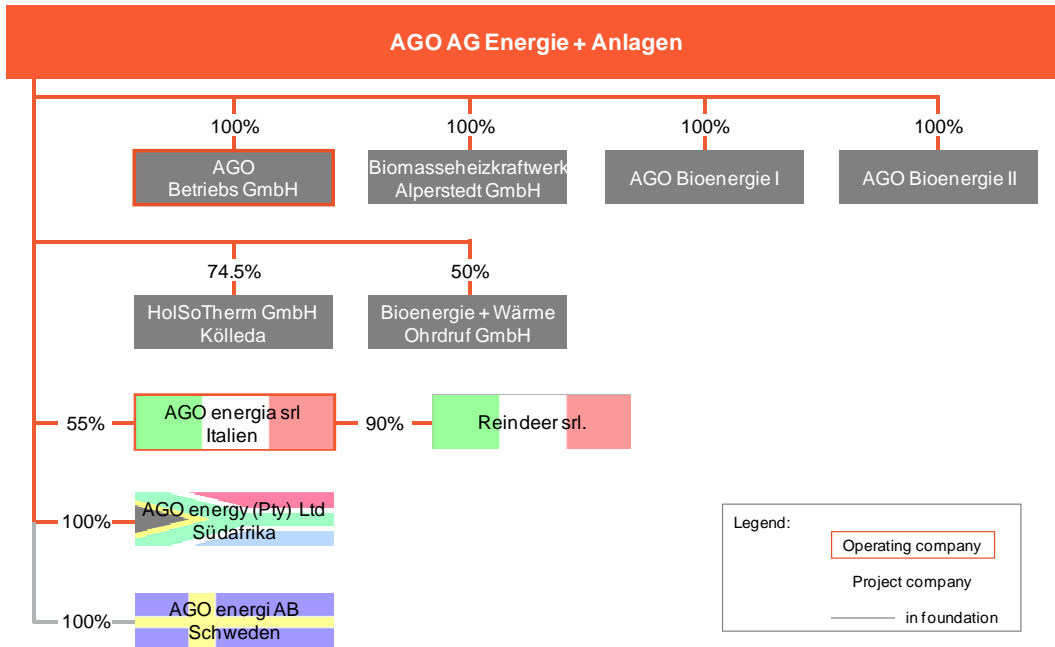 AGO AG Energie + Anlagen
100%
100%
100%
100%
AGO
Betriebs GmbH
Biomasseheizkraftwerk
Alperstedt GmbH
AGO Bioenergie I
AGO Bioenergie II
74.5%
50%
HolSoTherm GmbH
Kölleda
Bioenergie + Wärme
Ohrdruf GmbH
55%
AGO energia srl
Italien
90%
Reindeer srl.
100%
AGO energy (Pty) Ltd
Südafrika
100%
AGO energi AB
Schweden
Legend:
Operating company
Project company
in foundation